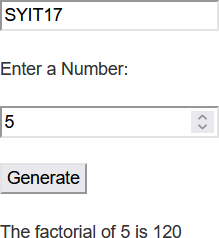 SYIT17
Enter a Number:
5
Generate
The factorial of 5 is 120